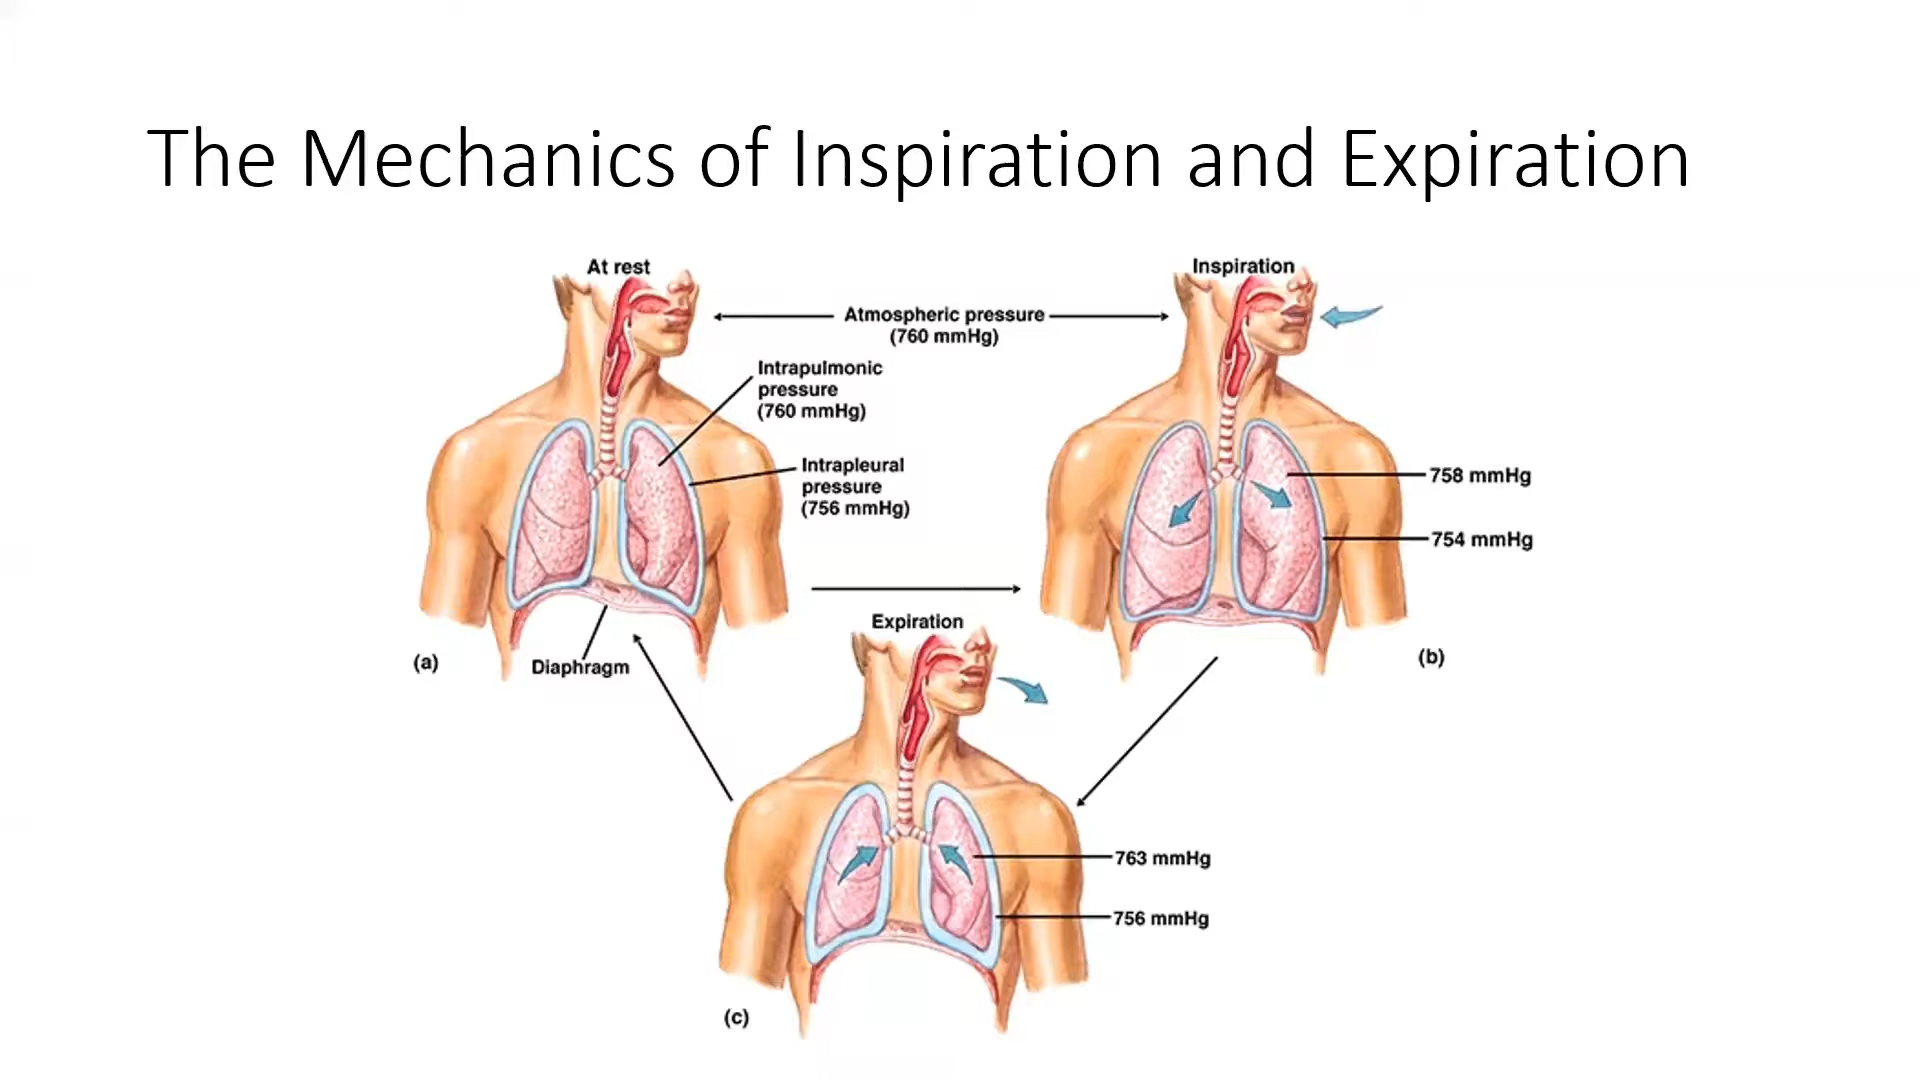 The Mechanics of Inspiration and Expiration
At rest
Inspiration
Atmospheric pressure
(760 mmHg)
Intrapulmonic
pressure
(760 mmHg)
Intrapleural
pressure
(756 mmHg)
758 mmHg
754 mmHg
(a)
Diaphragm
(b)
Expiration
763 mmHg
756 mmHg
(c)